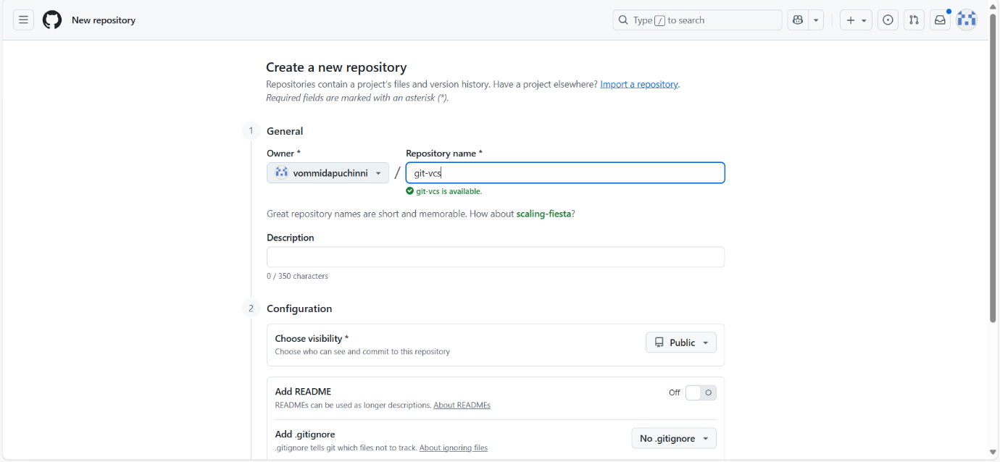 New repository
Type / to search
Create a new repository
Repositories contain a project's files and version history. Have a project elsewhere? Import a repository.
Required fields are marked with an asterisk (*).
1 General
Owner * Repository name *
vommidapuchinni / git-vcs
git-vcs is available.
Great repository names are short and memorable. How about scaling-fiesta?
Description
0 / 350 characters
2 Configuration
Choose visibility * Public
Choose who can see and commit to this repository
Add README Off
READMEs can be used as longer descriptions. About READMEs
Add .gitignore No .gitignore
.gitignore tells git which files not to track. About ignoring files